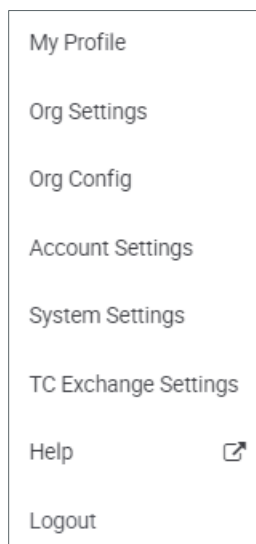 My Profile
Org Settings
Org Config
Account Settings
System Settings
TC Exchange Settings
Help
Logout